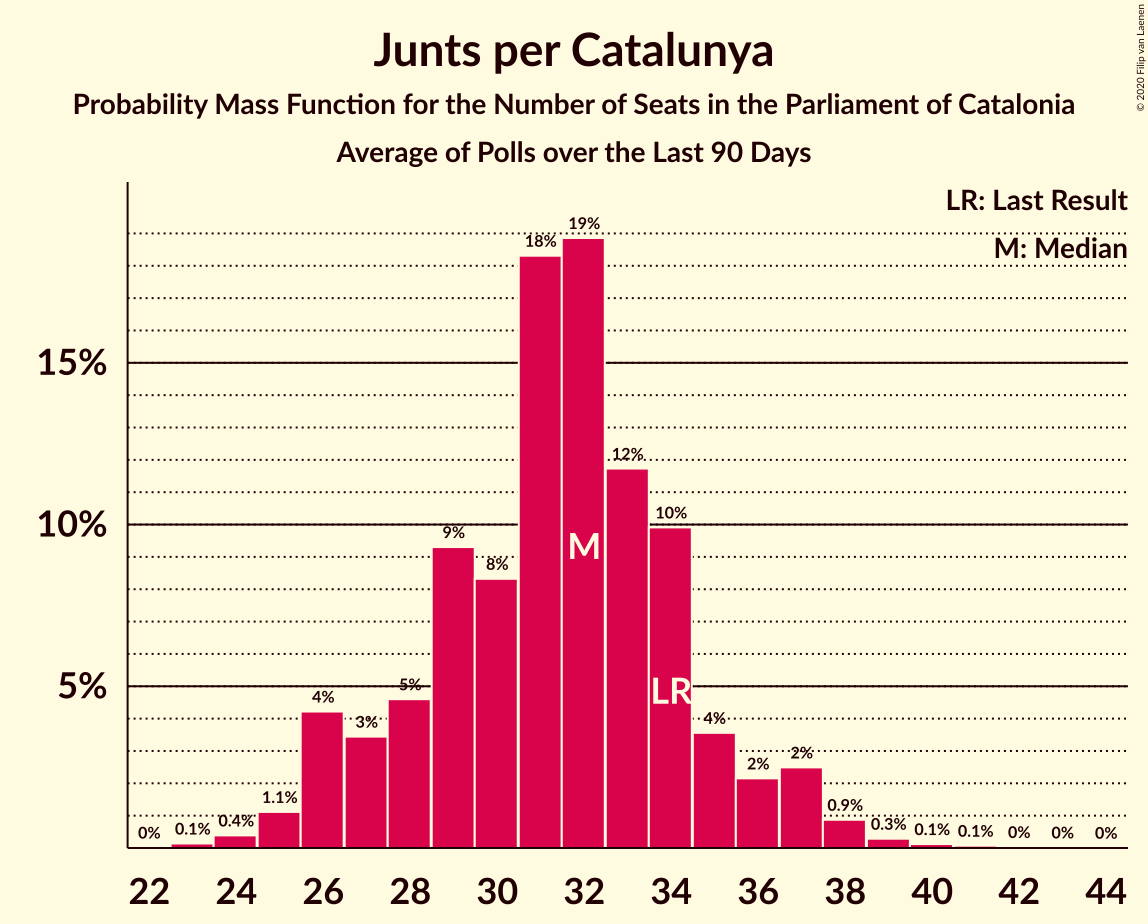 Junts per Catalunya
Probability Mass Function for the Number of Seats in the Parliament of Catalonia
Average of Polls over the Last 90 Days
© 2020 Filip van Laenen
LR: Last Result
M: Median
15%
10%
5%
0%
0.1%
0.4%
1.1%
4%
3%
5%
9%
8%
18%
19%
12%
10%
4%
2%
2%
0.9%
0.3%
0.1%
0.1%
0%
0%
0%
M
LR
22 24 26 28 30 32 34 36 38 40 42 44